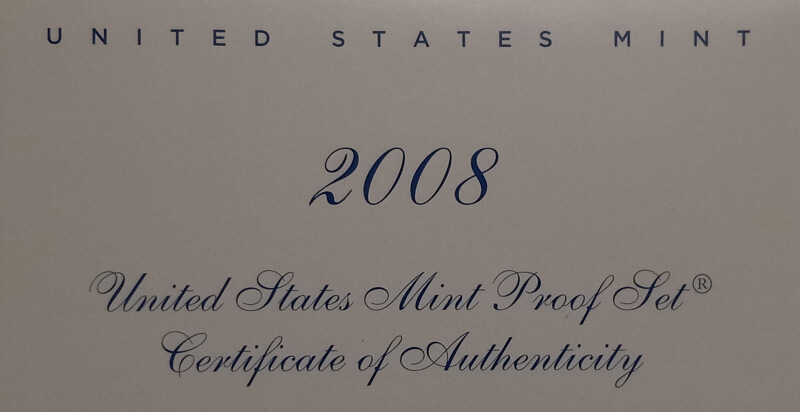 UNITED STATES MINT
2008
United States Mint Proof Set®
Certificate of Authenticity